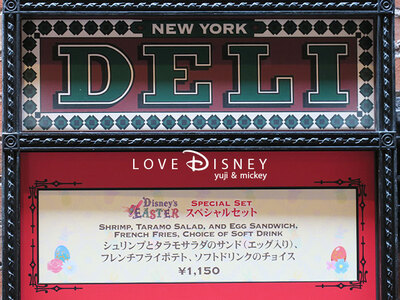 NEW YORK
DELI
LOVE DISNEY
yuji & mickey
Disney's EASTER SPECIAL SET スペシャルセット
SHRIMP, TARAMO SALAD, AND EGG SANDWICH,
FRENCH FRIES, CHOICE OF SOFT DRINK
シュリンプとタラモサラダのサンド(エッグ入り)、
フレンチフライポテト、ソフトドリンクのチョイス
¥1,150